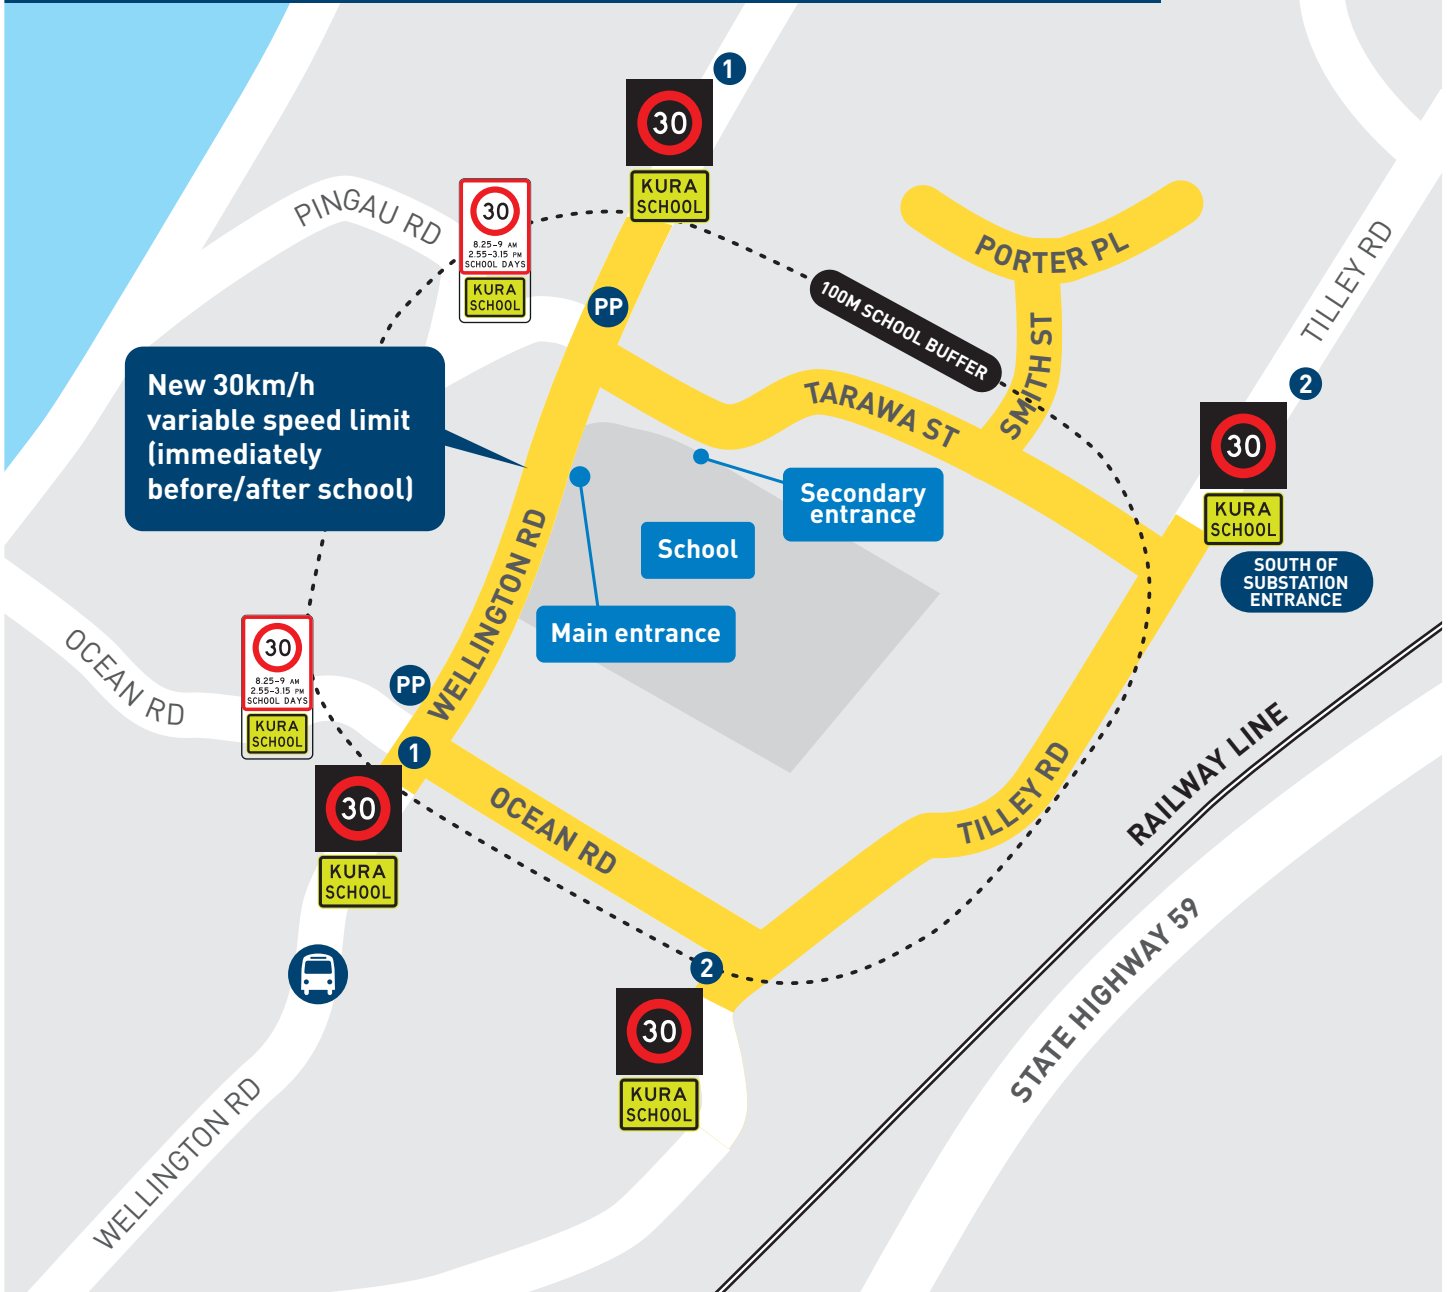 1
30
KURA
SCHOOL
PINGAU RD
30
8.25-9 AM
2.55-3.15 PM
SCHOOL DAYS
KURA
SCHOOL
PORTER PL
TILLEY RD
100M SCHOOL BUFFER
PP
SMITH ST
New 30km/h
variable speed limit
(immediately
before/after school)
TARAWA ST
2
30
KURA
SCHOOL
SOUTH OF
SUBSTATION
ENTRANCE
Secondary
entrance
School
Main entrance
WELLINGTON RD
OCEAN RD
30
8.25-9 AM
2.55-3.15 PM
SCHOOL DAYS
KURA
SCHOOL
PP
1
30
KURA
SCHOOL
OCEAN RD
TILLEY RD
RAILWAY LINE
STATE HIGHWAY 59
2
30
KURA
SCHOOL
WELLINGTON RD